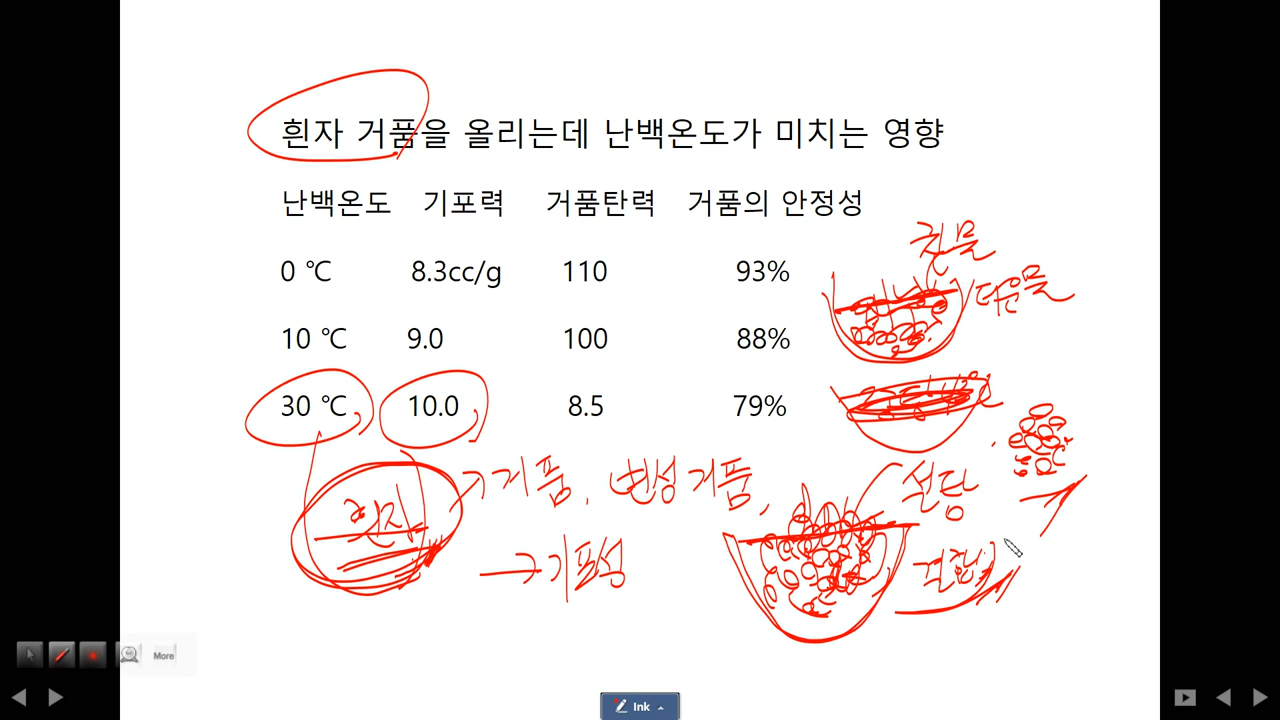 흰자 거품을 올리는데 난백온도가 미치는 영향
난백온도 기포력 거품탄력 거품의 안정성
0 ℃ 8.3cc/g 110 93%
10 ℃ 9.0 100 88%
30 ℃ 10.0 8.5 79%
찬물
더운물
흰자
거품, 변성 거품,
설탕
기포성
More
Ink